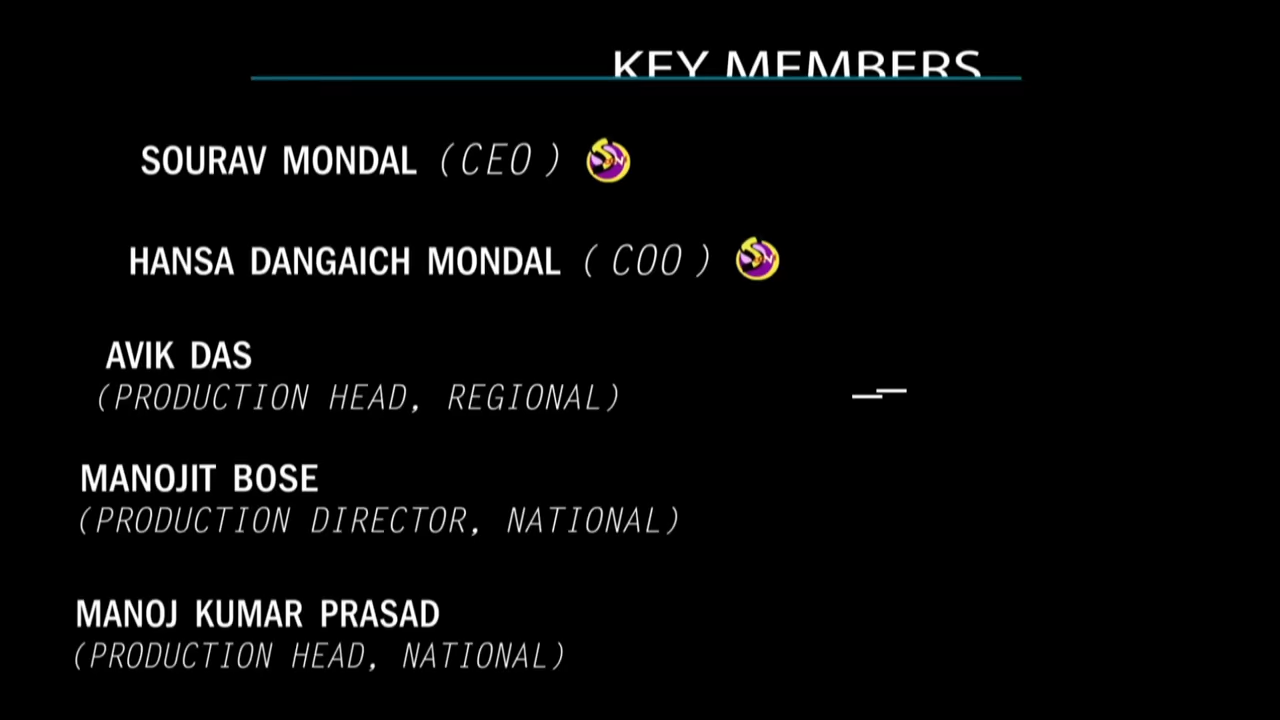 KEY MEMBERS
SOURAV MONDAL (CEO )
HANSA DANGAICH MONDAL ( COO )
AVIK DAS
(PRODUCTION HEAD, REGIONAL)
MANOJIT BOSE
(PRODUCTION DIRECTOR, NATIONAL)
MANOJ KUMAR PRASAD
(PRODUCTION HEAD, NATIONAL)